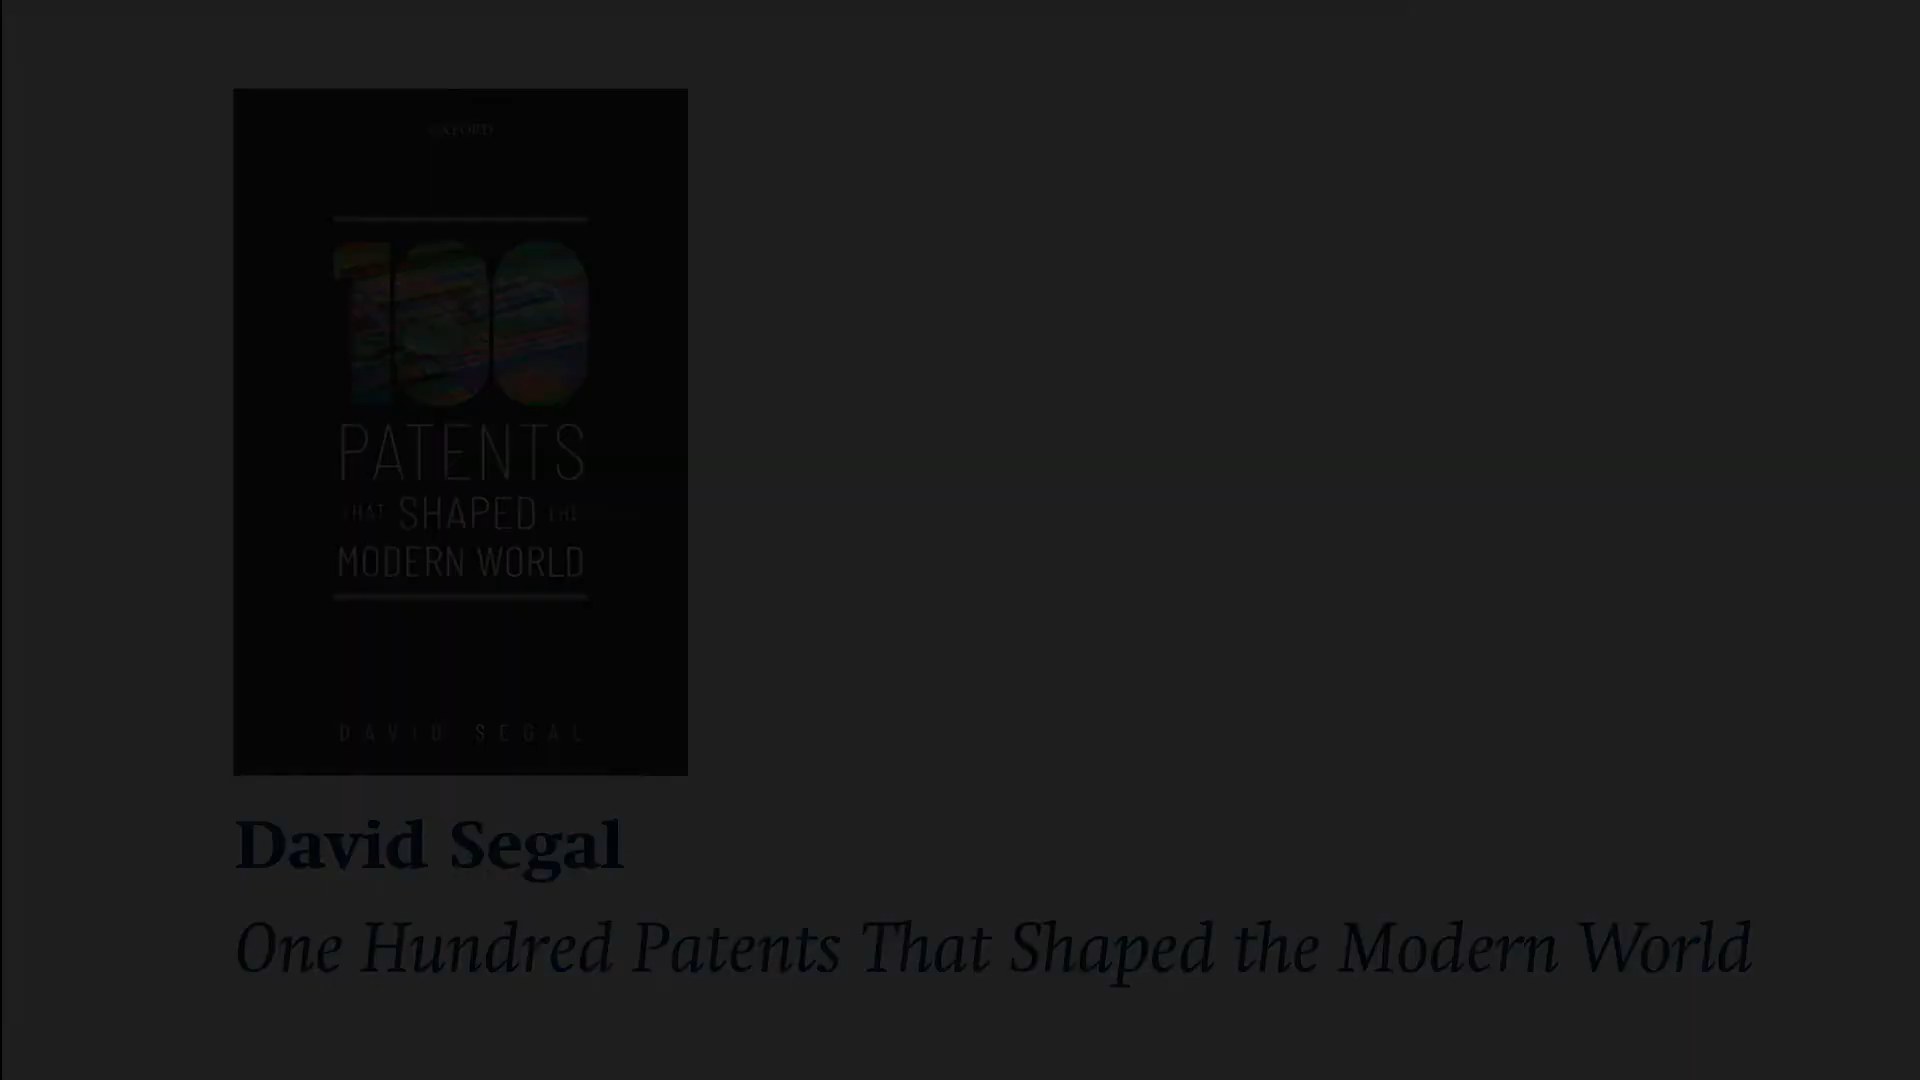 OXFORD
100
PATENTS
THAT SHAPED THE
MODERN WORLD
DAVID SEGAL
David Segal
One Hundred Patents That Shaped the Modern World